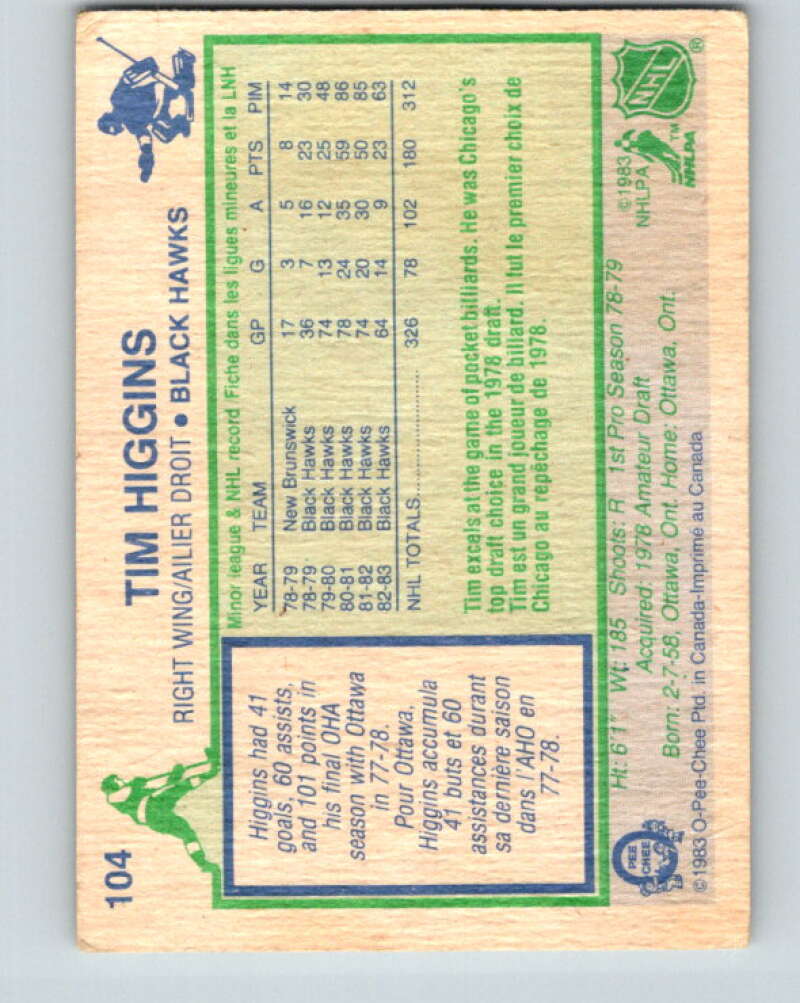 104
TIM HIGGINS
RIGHT WING/AILIER DROIT • BLACK HAWKS
Higgins had 41
goals, 60 assists,
and 101 points in
his final OHA
season with Ottawa
in 77-78.
Pour Ottawa,
Higgins accumula
41 buts et 60
assistances durant
sa dernière saison
dans l'AHO en
77-78.
Minor league & NHL record Fiche dans les ligues mineures et la LNH
YEAR TEAM GP G A PTS PIM
78-79 New Brunswick 17 3 5 8 14
78-79 Black Hawks 36 7 16 23 30
79-80 Black Hawks 74 13 12 25 48
80-81 Black Hawks 78 24 35 59 86
81-82 Black Hawks 74 20 30 50 85
82-83 Black Hawks 64 14 9 23 63
NHL TOTALS.................. 326 78 102 180 312
Tim excels at the game of pocket billiards. He was Chicago's
top draft choice in the 1978 draft.
Tim est un grand joueur de billard. Il fut le premier choix de
Chicago au repêchage de 1978.
Ht: 6'1" Wt: 185 Shoots: R 1st Pro Season 78-79
Acquired: 1978 Amateur Draft
Born: 2-7-58, Ottawa, Ont. Home: Ottawa, Ont.
©1983 O-Pee-Chee Ptd. in Canada-Imprimé au Canada
O
PEE
CHEE
©1983
NHLPA
TM
NHLPA
NHL
®